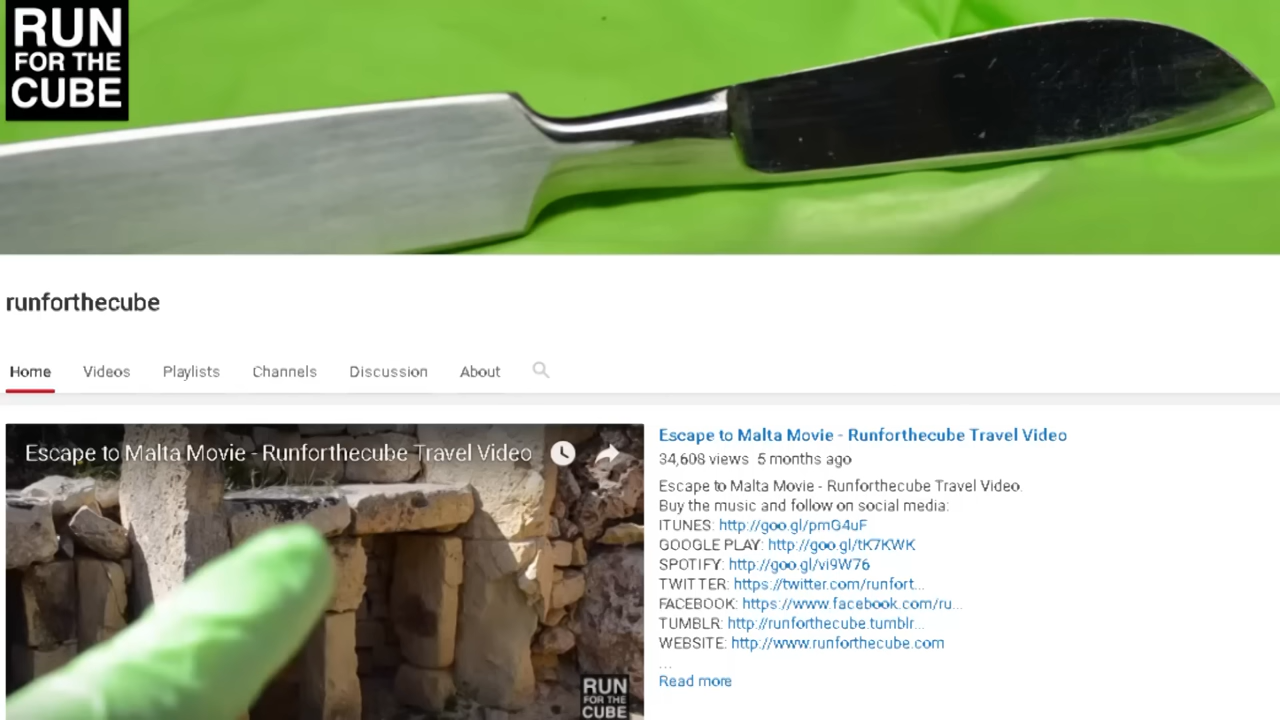 RUN
FOR THE
CUBE
runforthecube
Home Videos Playlists Channels Discussion About
Escape to Malta Movie - Runforthecube Travel Video
Escape to Malta Movie - Runforthecube Travel Video
34,608 views 5 months ago
Escape to Malta Movie - Runforthecube Travel Video.
Buy the music and follow on social media:
ITUNES: http://goo.gl/pmG4uF
GOOGLE PLAY: http://goo.gl/tK7KWK
SPOTIFY: http://goo.gl/vi9W76
TWITTER: https://twitter.com/runfort...
FACEBOOK: https://www.facebook.com/ru...
TUMBLR: http://runforthecube.tumblr...
WEBSITE: http://www.runforthecube.com
...
Read more
RUN
FOR THE
CUBE